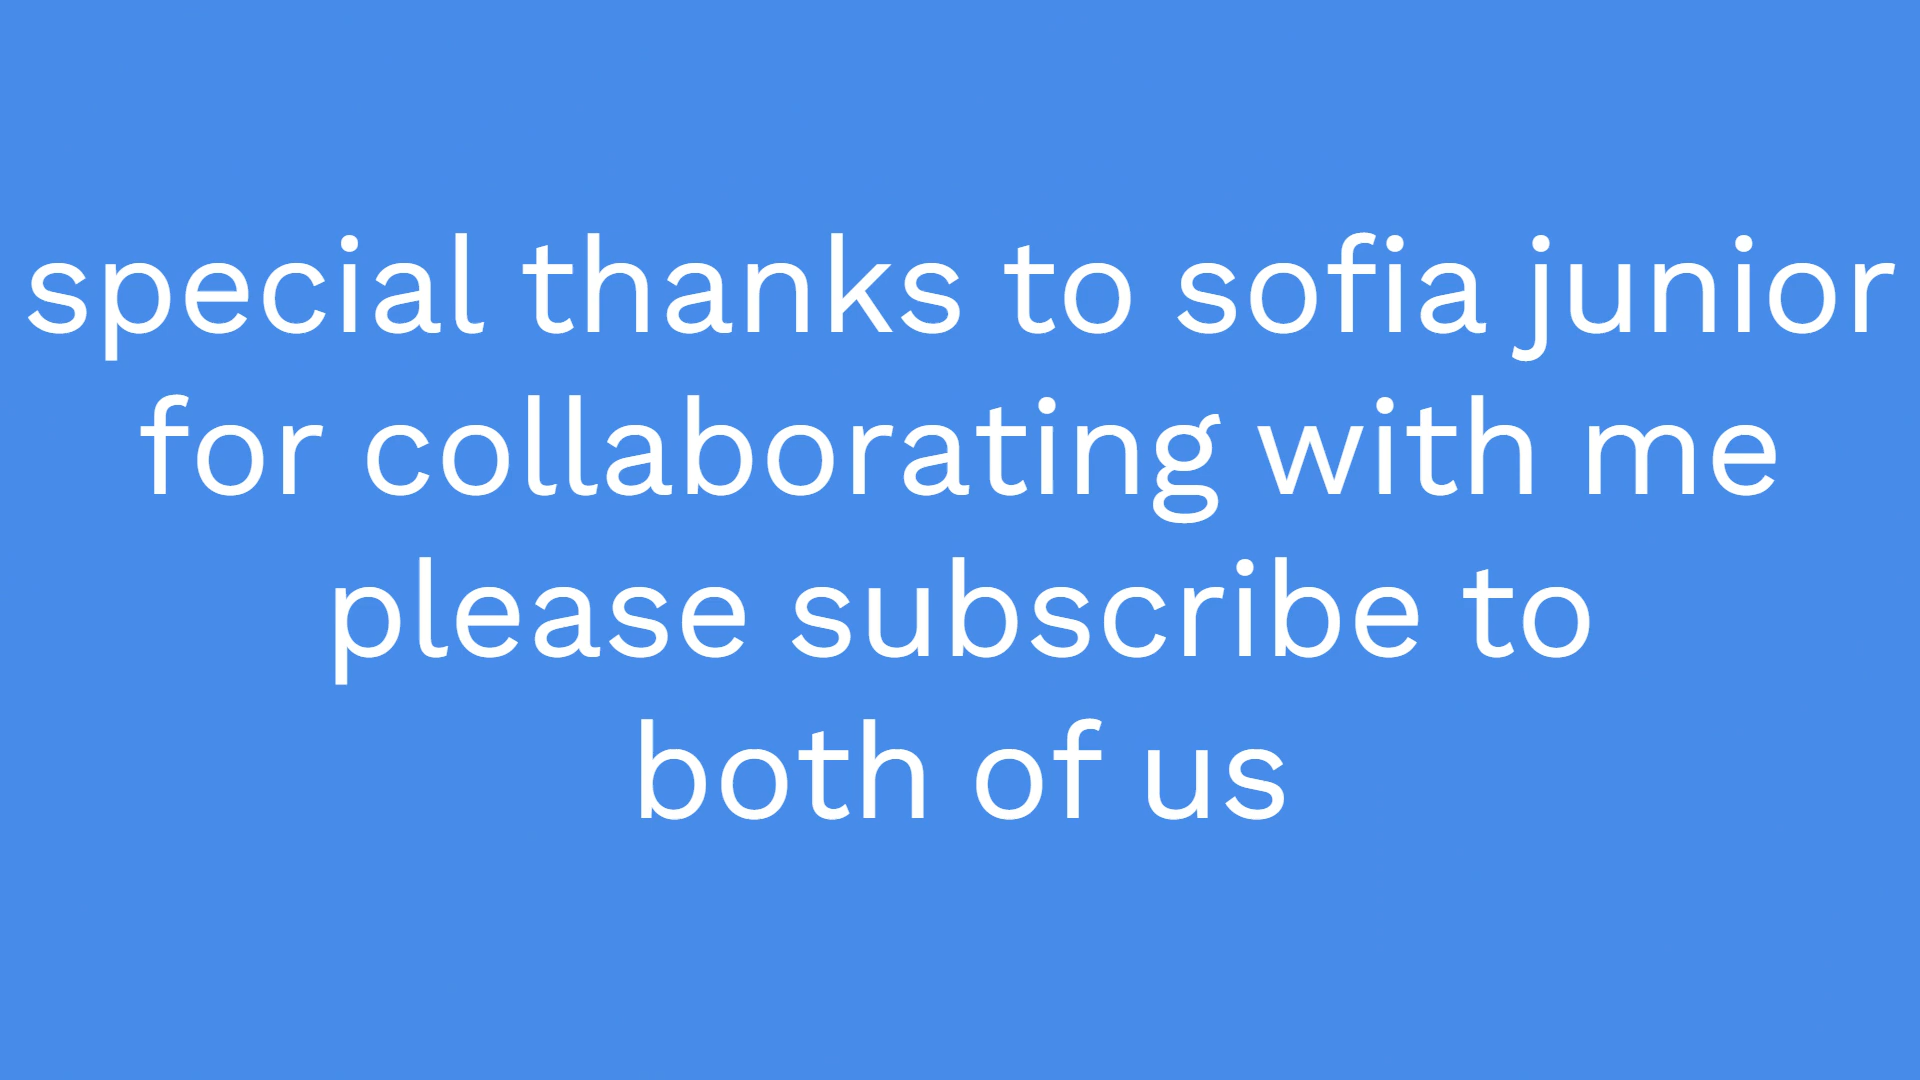 special thanks to sofia junior
for collaborating with me
please subscribe to
both of us